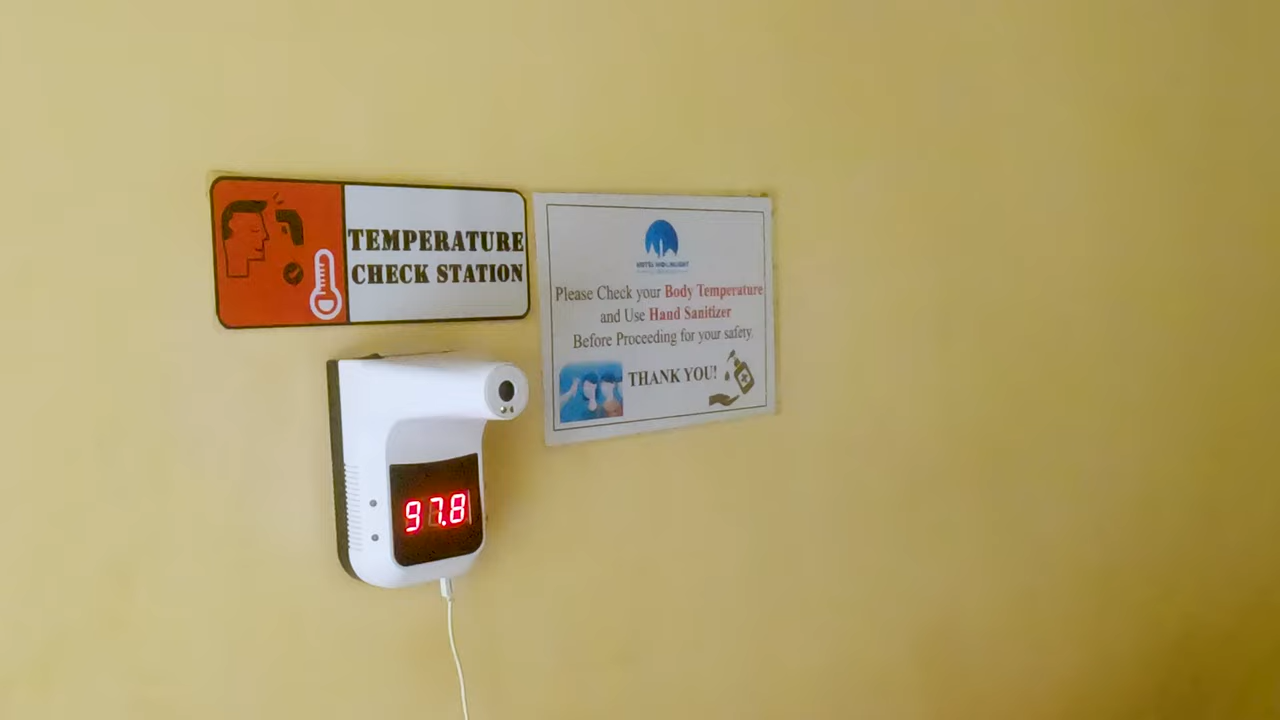 TEMPERATURE
CHECK STATION
Please Check your Body Temperature
and Use Hand Sanitizer
Before Proceeding for your safety.
THANK YOU!
97.8